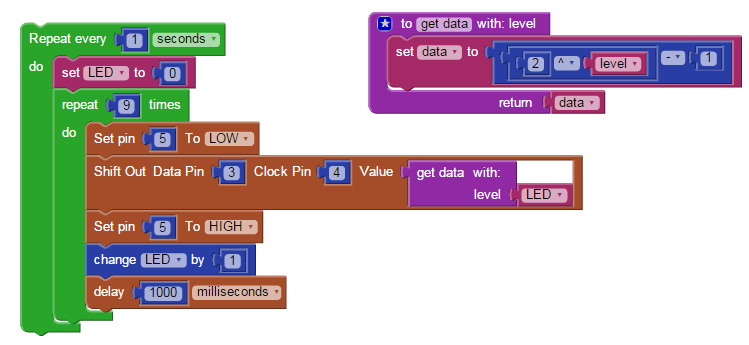 Repeat every 1 seconds
do set LED to 0
repeat 9 times
do Set pin 5 To LOW
Shift Out Data Pin 3 Clock Pin 4 Value get data with:
level LED
Set pin 5 To HIGH
change LED by 1
delay 1000 milliseconds
to get data with: level
set data to 2 ^ level - 1
return data